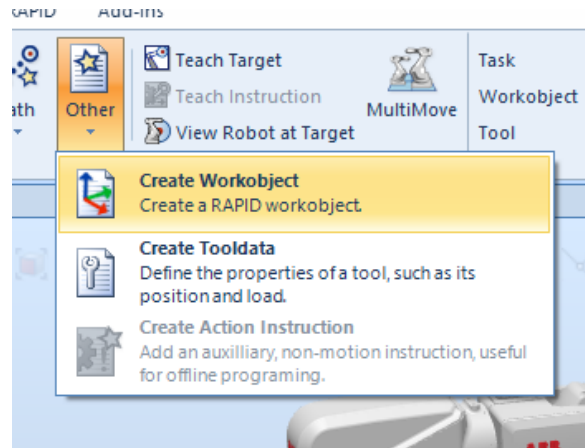 RAPID Add-Ins
Teach Target
Teach Instruction
View Robot at Target
Other
MultiMove
Task
Workobject
Tool
Create Workobject
Create a RAPID workobject.
Create Tooldata
Define the properties of a tool, such as its
position and load.
Create Action Instruction
Add an auxilliary, non-motion instruction, useful
for offline programing.
ABB